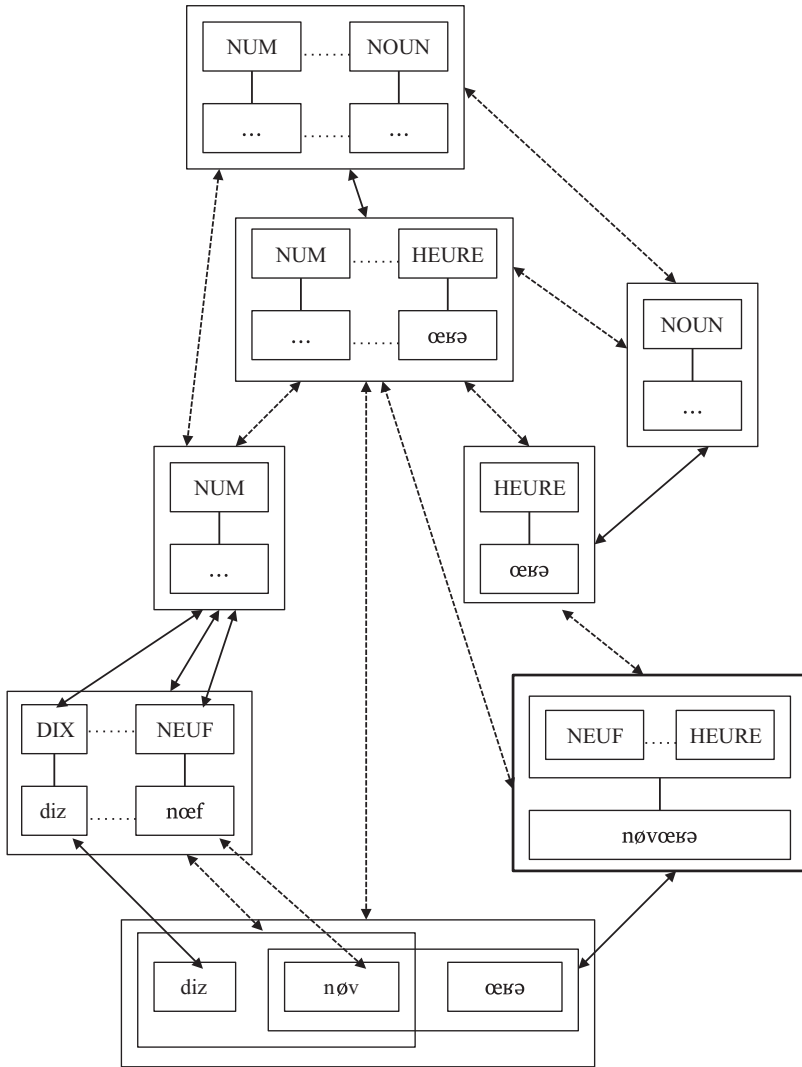 NUM ........ NOUN
... ........ ...
NUM ........ HEURE
... ........ œʁə
NOUN
...
NUM
...
HEURE
œʁə
DIX ........ NEUF
diz ........ nœf
NEUF ..... HEURE
nøvœʁə
diz nøv œʁə